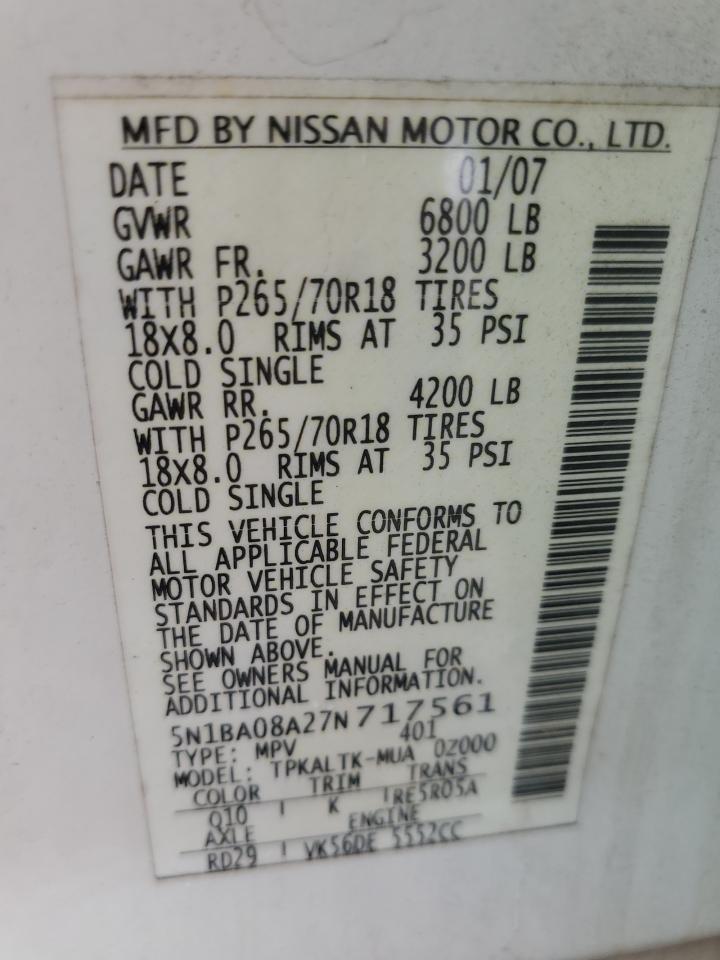 MFD BY NISSAN MOTOR CO., LTD.
DATE 01/07
GVWR 6800 LB
GAWR FR. 3200 LB
WITH P265/70R18 TIRES
18X8.0 RIMS AT 35 PSI
COLD SINGLE
GAWR RR. 4200 LB
WITH P265/70R18 TIRES
18X8.0 RIMS AT 35 PSI
COLD SINGLE
THIS VEHICLE CONFORMS TO
ALL APPLICABLE FEDERAL
MOTOR VEHICLE SAFETY
STANDARDS IN EFFECT ON
THE DATE OF MANUFACTURE
SHOWN ABOVE.
SEE OWNERS MANUAL FOR
ADDITIONAL INFORMATION.
5N1BA08A27N717561
TYPE: MPV 401
MODEL: TPKALTK-MUA 0Z000
COLOR TRIM TRANS
Q10 K RE5R05A
AXLE ENGINE
RD29 VK56DE 5552CC